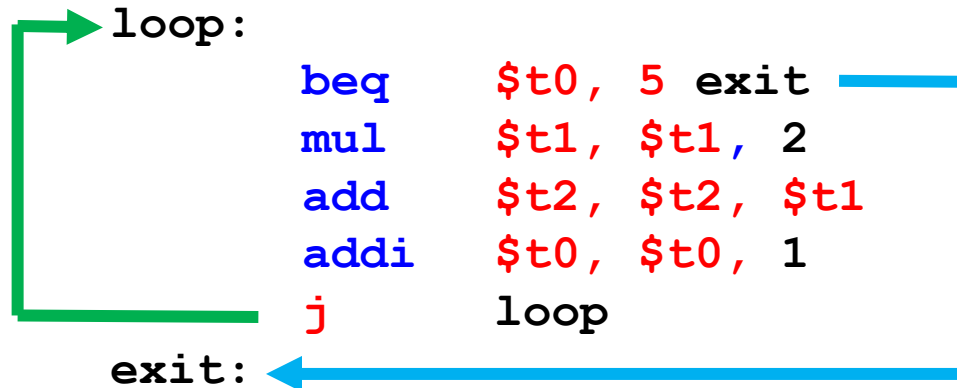 loop:
beq $t0, 5 exit
mul $t1, $t1, 2
add $t2, $t2, $t1
addi $t0, $t0, 1
j loop
exit: